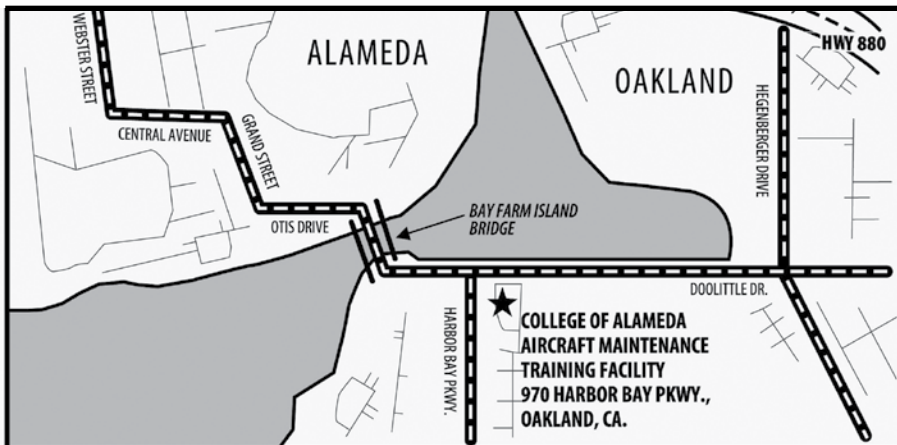 WEBSTER STREET
ALAMEDA
OAKLAND
HWY 880
CENTRAL AVENUE
GRAND STREET
HEGENBERGER DRIVE
OTIS DRIVE
BAY FARM ISLAND
BRIDGE
DOOLITTLE DR.
HARBOR BAY PKWY.
COLLEGE OF ALAMEDA
AIRCRAFT MAINTENANCE
TRAINING FACILITY
970 HARBOR BAY PKWY.,
OAKLAND, CA.